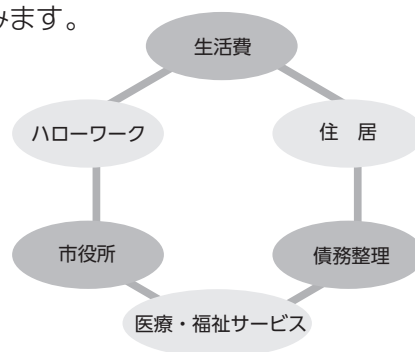 みます。
生活費
ハローワーク
住　居
市役所
債務整理
医療・福祉サービス